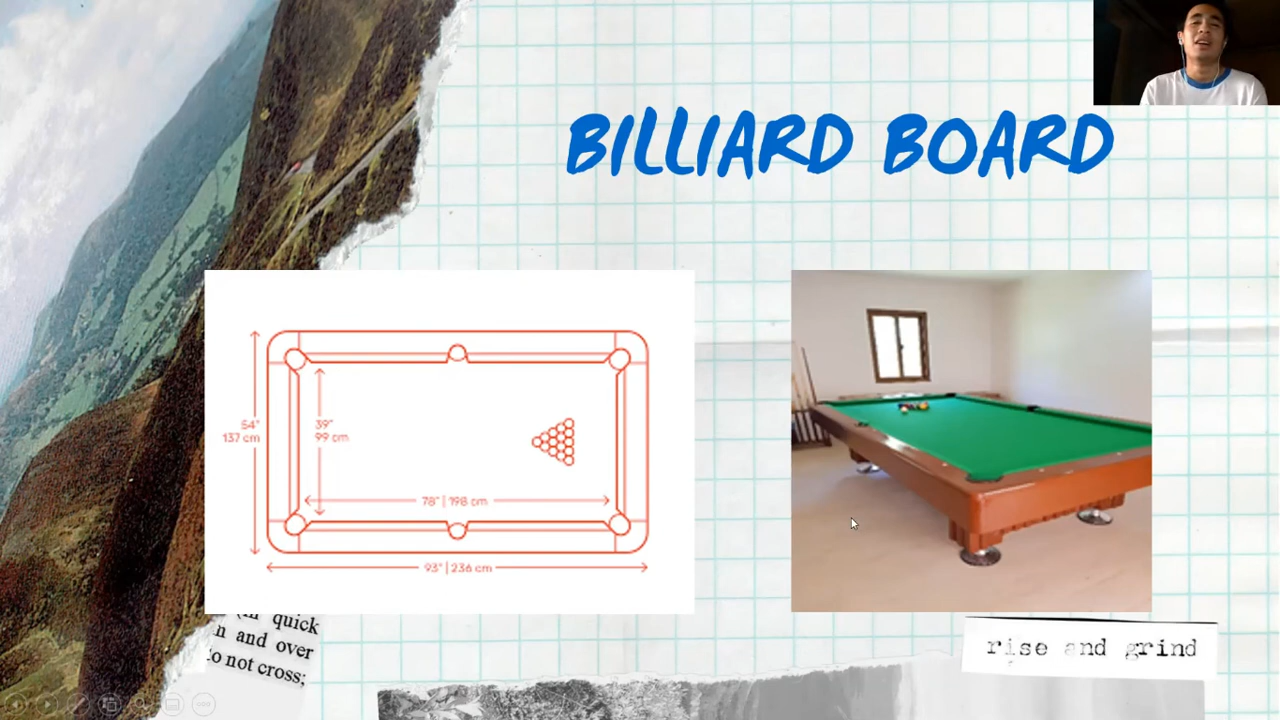 BILLIARD BOARD
54"
137 cm
39"
99 cm
78" | 198 cm
93" | 236 cm
quick
and over
not cross;
rise and grind